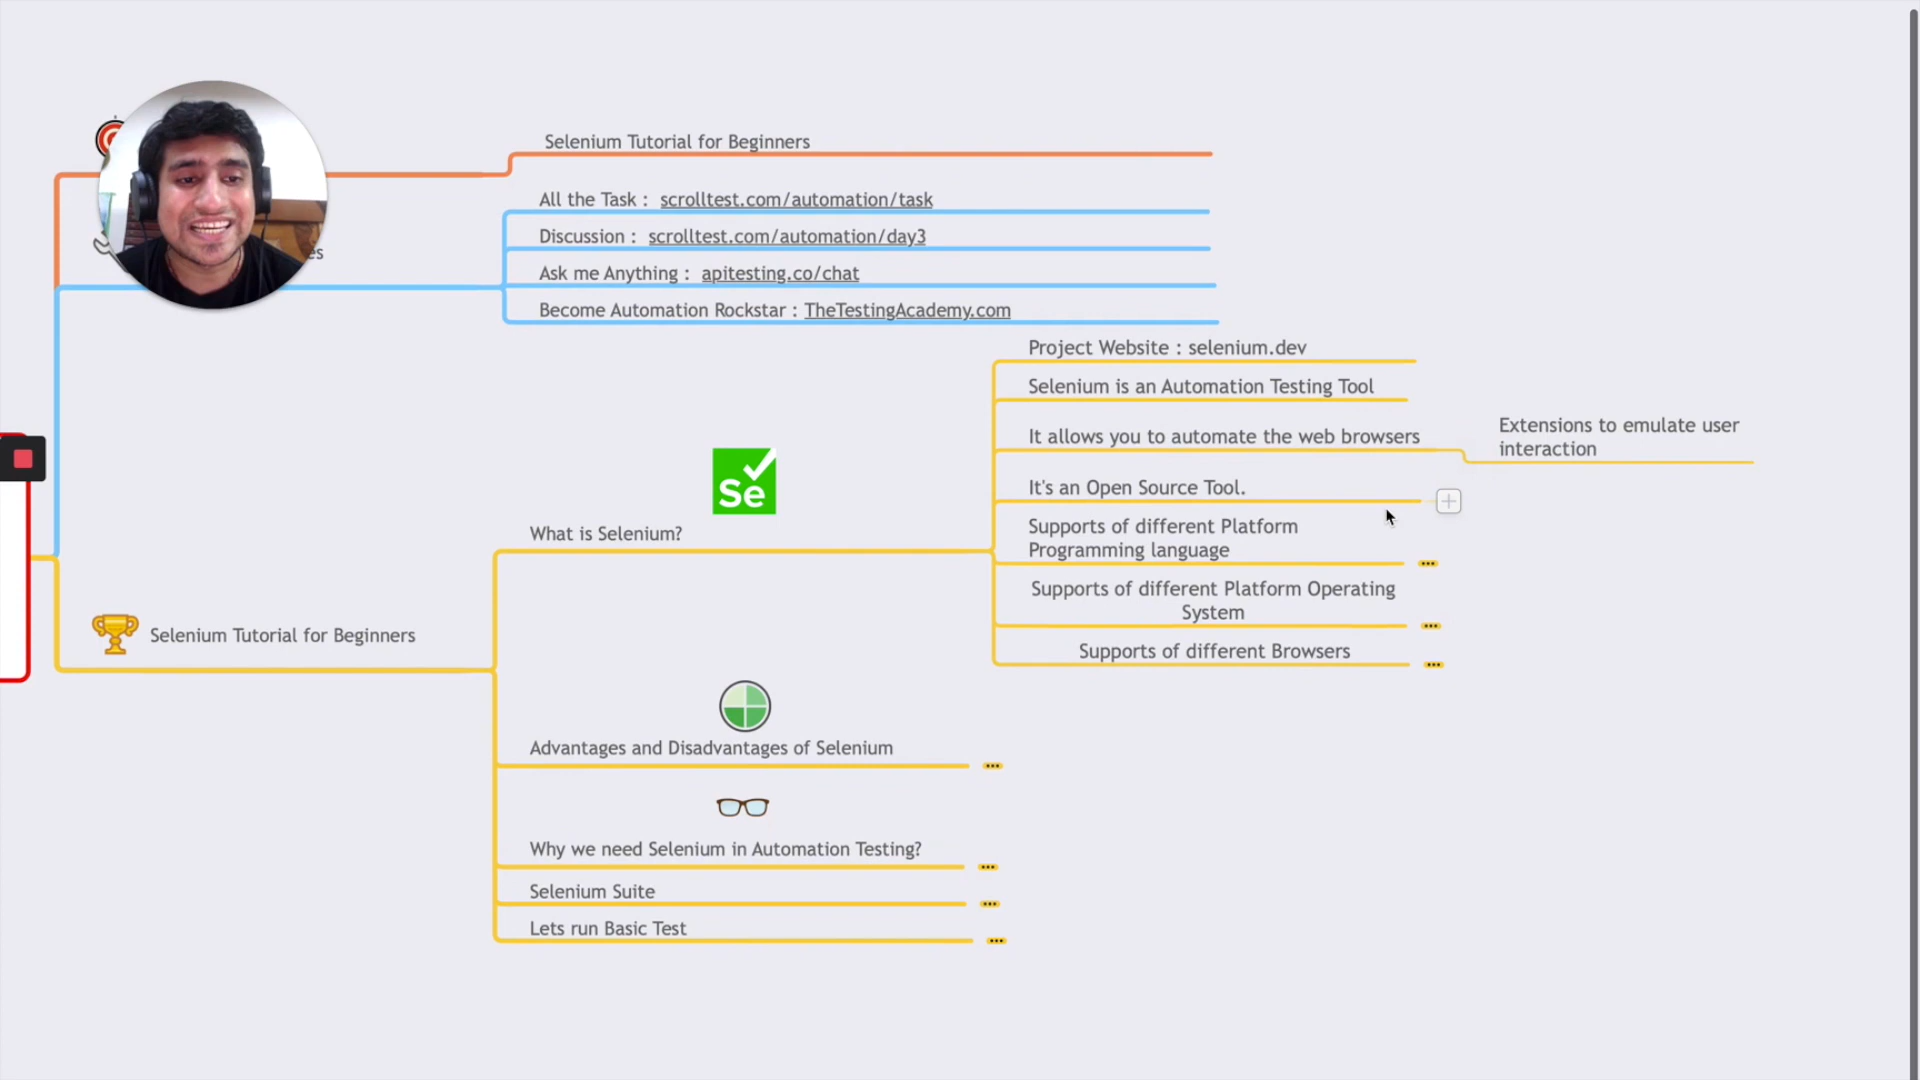 Selenium Tutorial for Beginners
All the Task : scrolltest.com/automation/task
Discussion : scrolltest.com/automation/day3
es
Ask me Anything : apitesting.co/chat
Become Automation Rockstar : TheTestingAcademy.com
Project Website : selenium.dev
Selenium is an Automation Testing Tool
It allows you to automate the web browsers
Extensions to emulate user
interaction
It's an Open Source Tool.
Supports of different Platform
Programming language
Supports of different Platform Operating
System
Supports of different Browsers
Se
What is Selenium?
Selenium Tutorial for Beginners
Advantages and Disadvantages of Selenium
Why we need Selenium in Automation Testing?
Selenium Suite
Lets run Basic Test